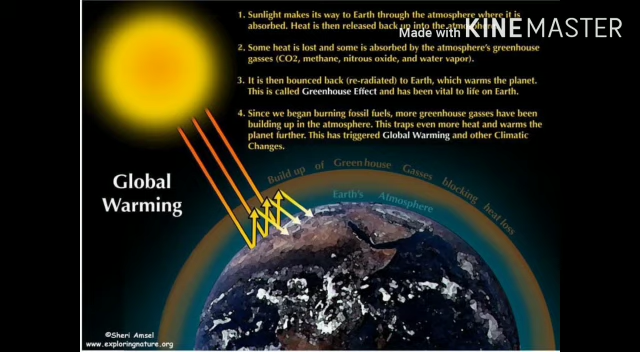 1. Sunlight makes its way to Earth through the atmosphere where it is
absorbed. Heat is then released back up into the
Made with KINEMASTER
2. Some heat is lost and some is absorbed by the atmosphere's greenhouse
gasses (CO2, methane, nitrous oxide, and water vapor).
3. It is then bounced back (re-radiated) to Earth, which warms the planet.
This is called Greenhouse Effect and has been vital to life on Earth.
4. Since we began burning fossil fuels, more greenhouse gasses have been
building up in the atmosphere. This traps even more heat and warms the
planet further. This has triggered Global Warming and other Climatic
Changes.
Global
Warming
Build up of Greenhouse Gasses blocking heat loss
Earth's Atmosphere
©Sheri Amsel
www.exploringnature.org